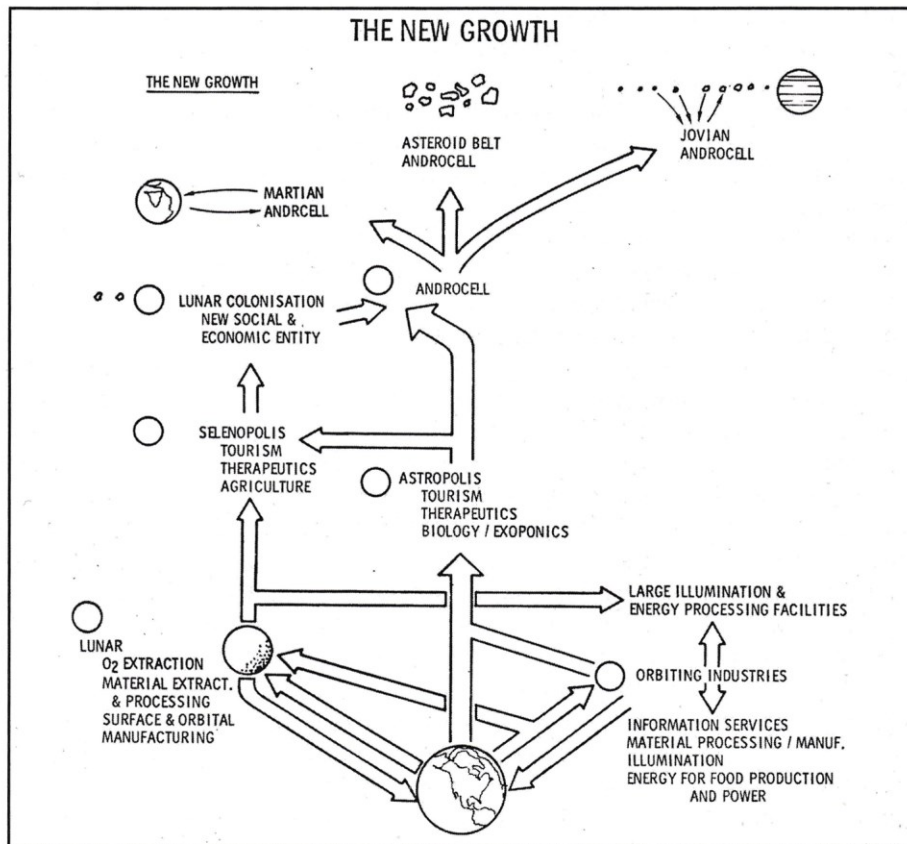 THE NEW GROWTH
THE NEW GROWTH
ASTEROID BELT
ANDROCELL
JOVIAN
ANDROCELL
MARTIAN
ANDRCELL
ANDROCELL
LUNAR COLONISATION
NEW SOCIAL &
ECONOMIC ENTITY
SELENOPOLIS
TOURISM
THERAPEUTICS
AGRICULTURE
ASTROPOLIS
TOURISM
THERAPEUTICS
BIOLOGY / EXOPONICS
LARGE ILLUMINATION &
ENERGY PROCESSING FACILITIES
LUNAR
O2 EXTRACTION
MATERIAL EXTRACT.
& PROCESSING
SURFACE & ORBITAL
MANUFACTURING
ORBITING INDUSTRIES
INFORMATION SERVICES
MATERIAL PROCESSING / MANUF.
ILLUMINATION
ENERGY FOR FOOD PRODUCTION
AND POWER